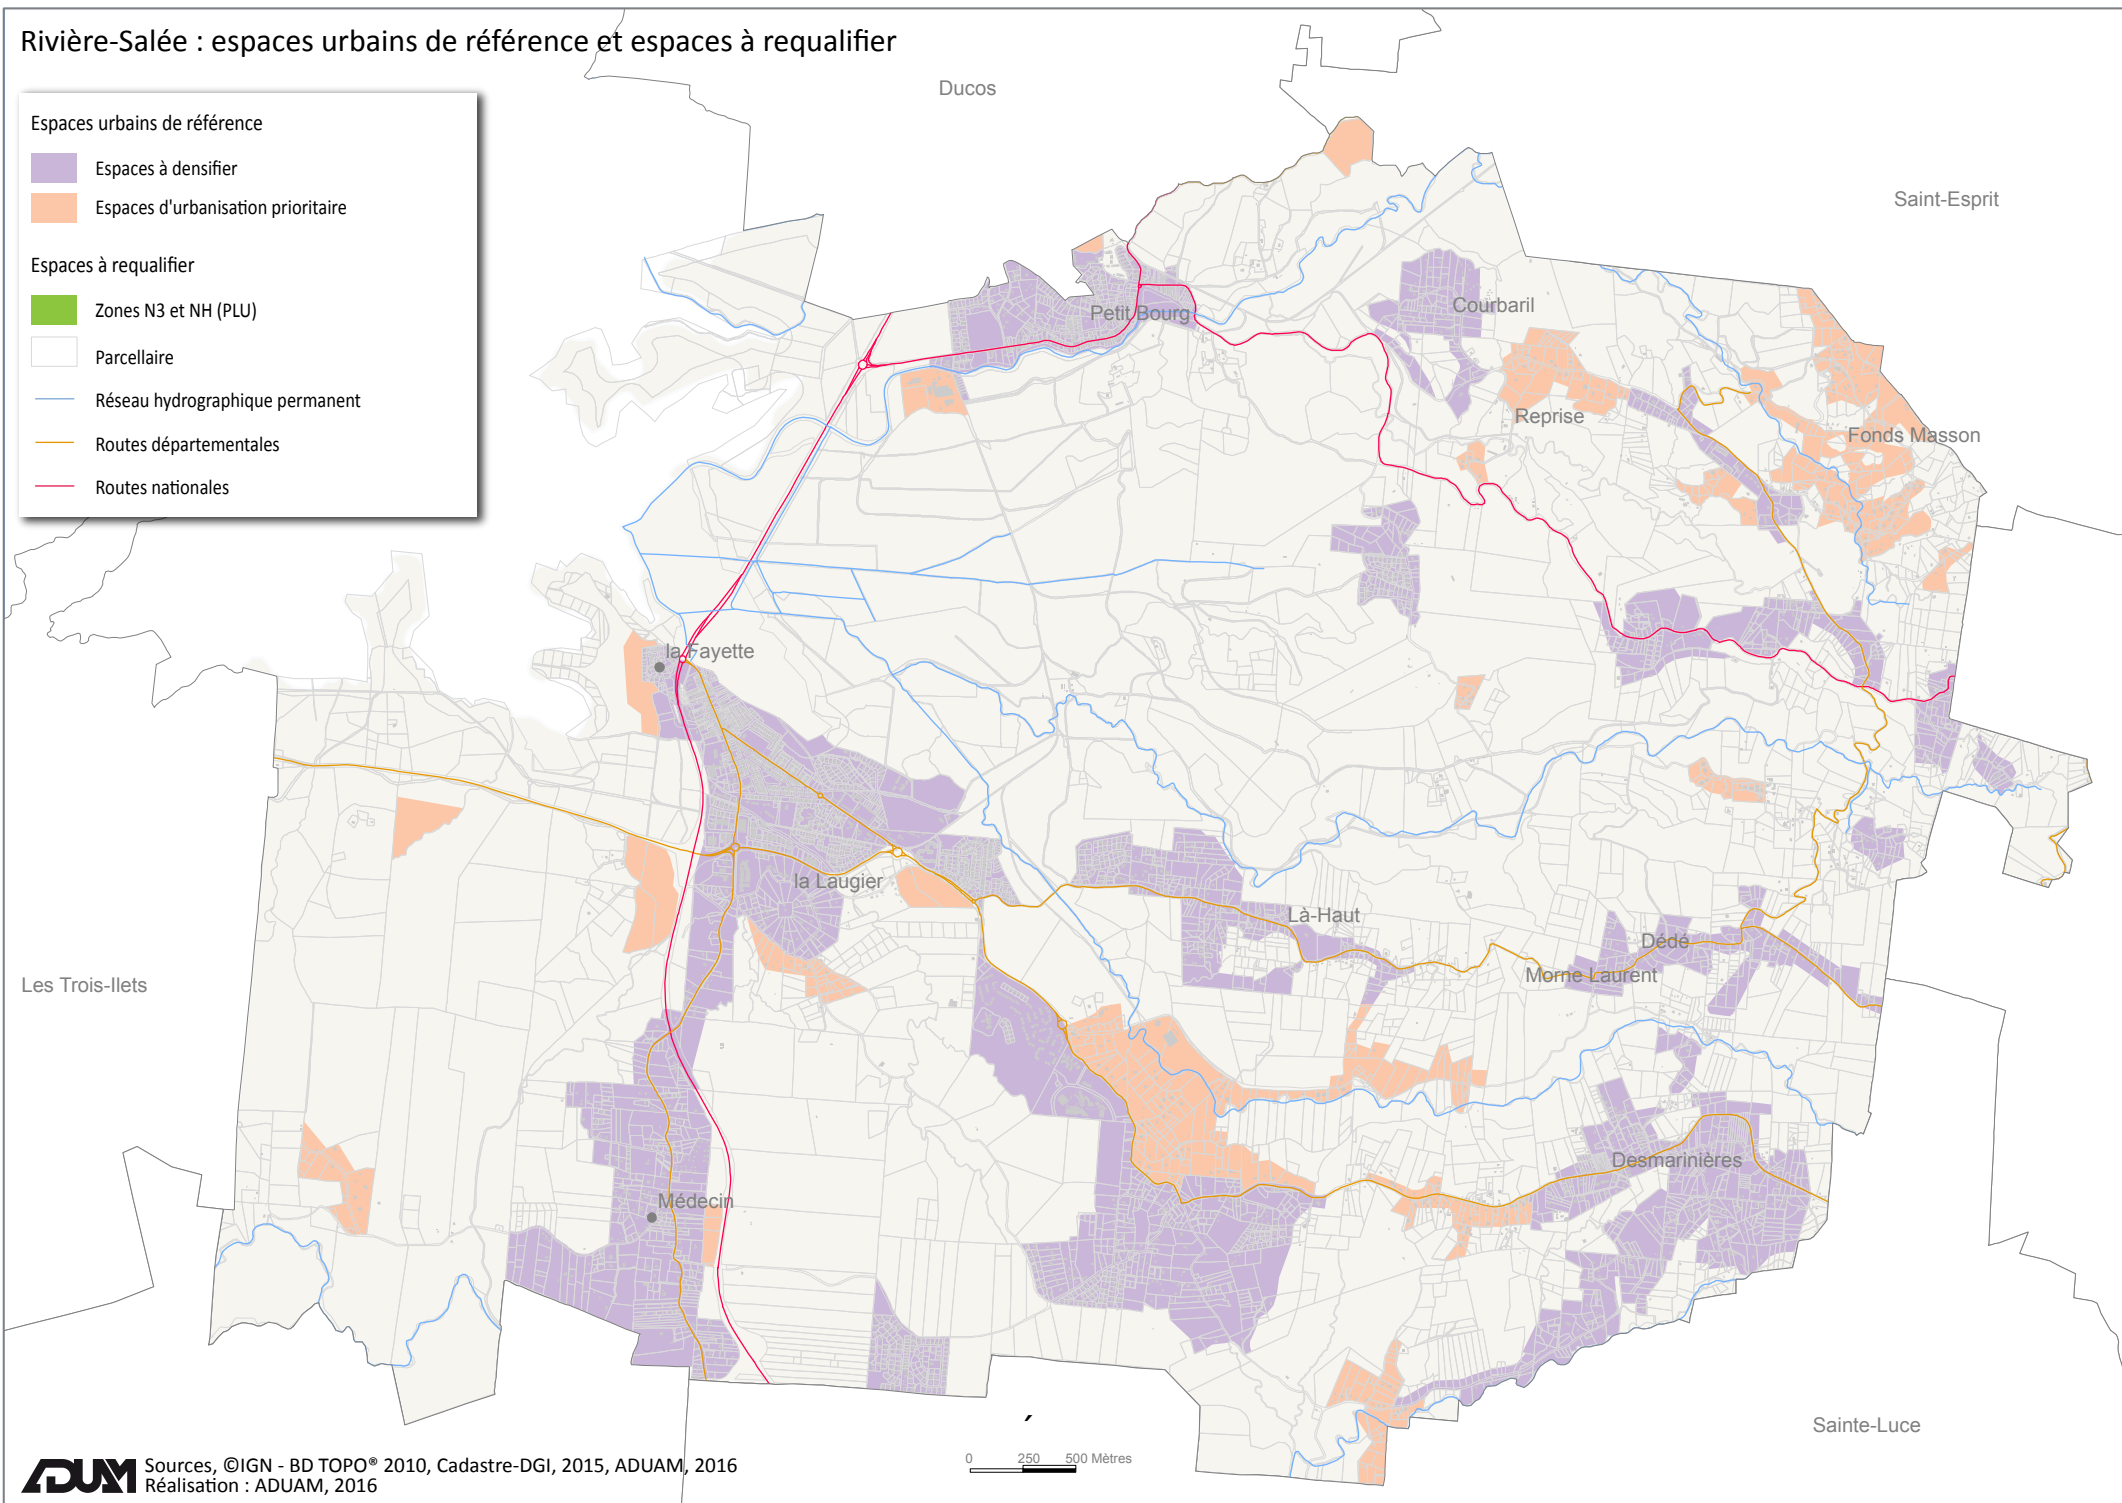 Rivière-Salée : espaces urbains de référence et espaces à requalifier
Ducos
Espaces urbains de référence
Espaces à densifier
Espaces d'urbanisation prioritaire
Saint-Esprit
Espaces à requalifier
Zones N3 et NH (PLU)
Parcellaire
Réseau hydrographique permanent
Routes départementales
Routes nationales
Petit Bourg
Courbaril
Reprise
Fonds Masson
la Fayette
la Laugier
Là-Haut
Dédé
Morne Laurent
Les Trois-Ilets
Desmarinières
Médecin
Sainte-Luce
0 250 500 Mètres
ADUAM
Sources, ©IGN - BD TOPO® 2010, Cadastre-DGI, 2015, ADUAM, 2016
Réalisation : ADUAM, 2016